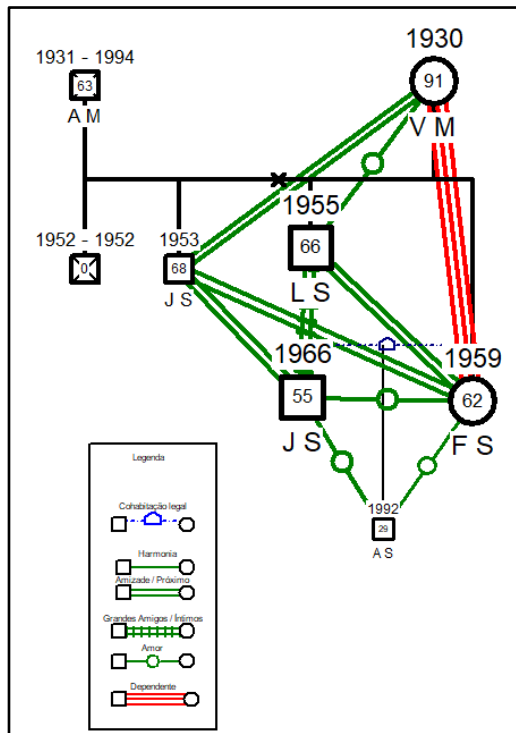 1930
1931 - 1994
63
91
A M
V M
1955
1952 - 1952
1953
66
0
68
J S
L S
1966
1959
55
62
J S
F S
1992
29
A S
Legenda
Cohabitação legal
Harmonia
Amizade / Próximo
Grandes Amigos / Íntimos
Amor
Dependente